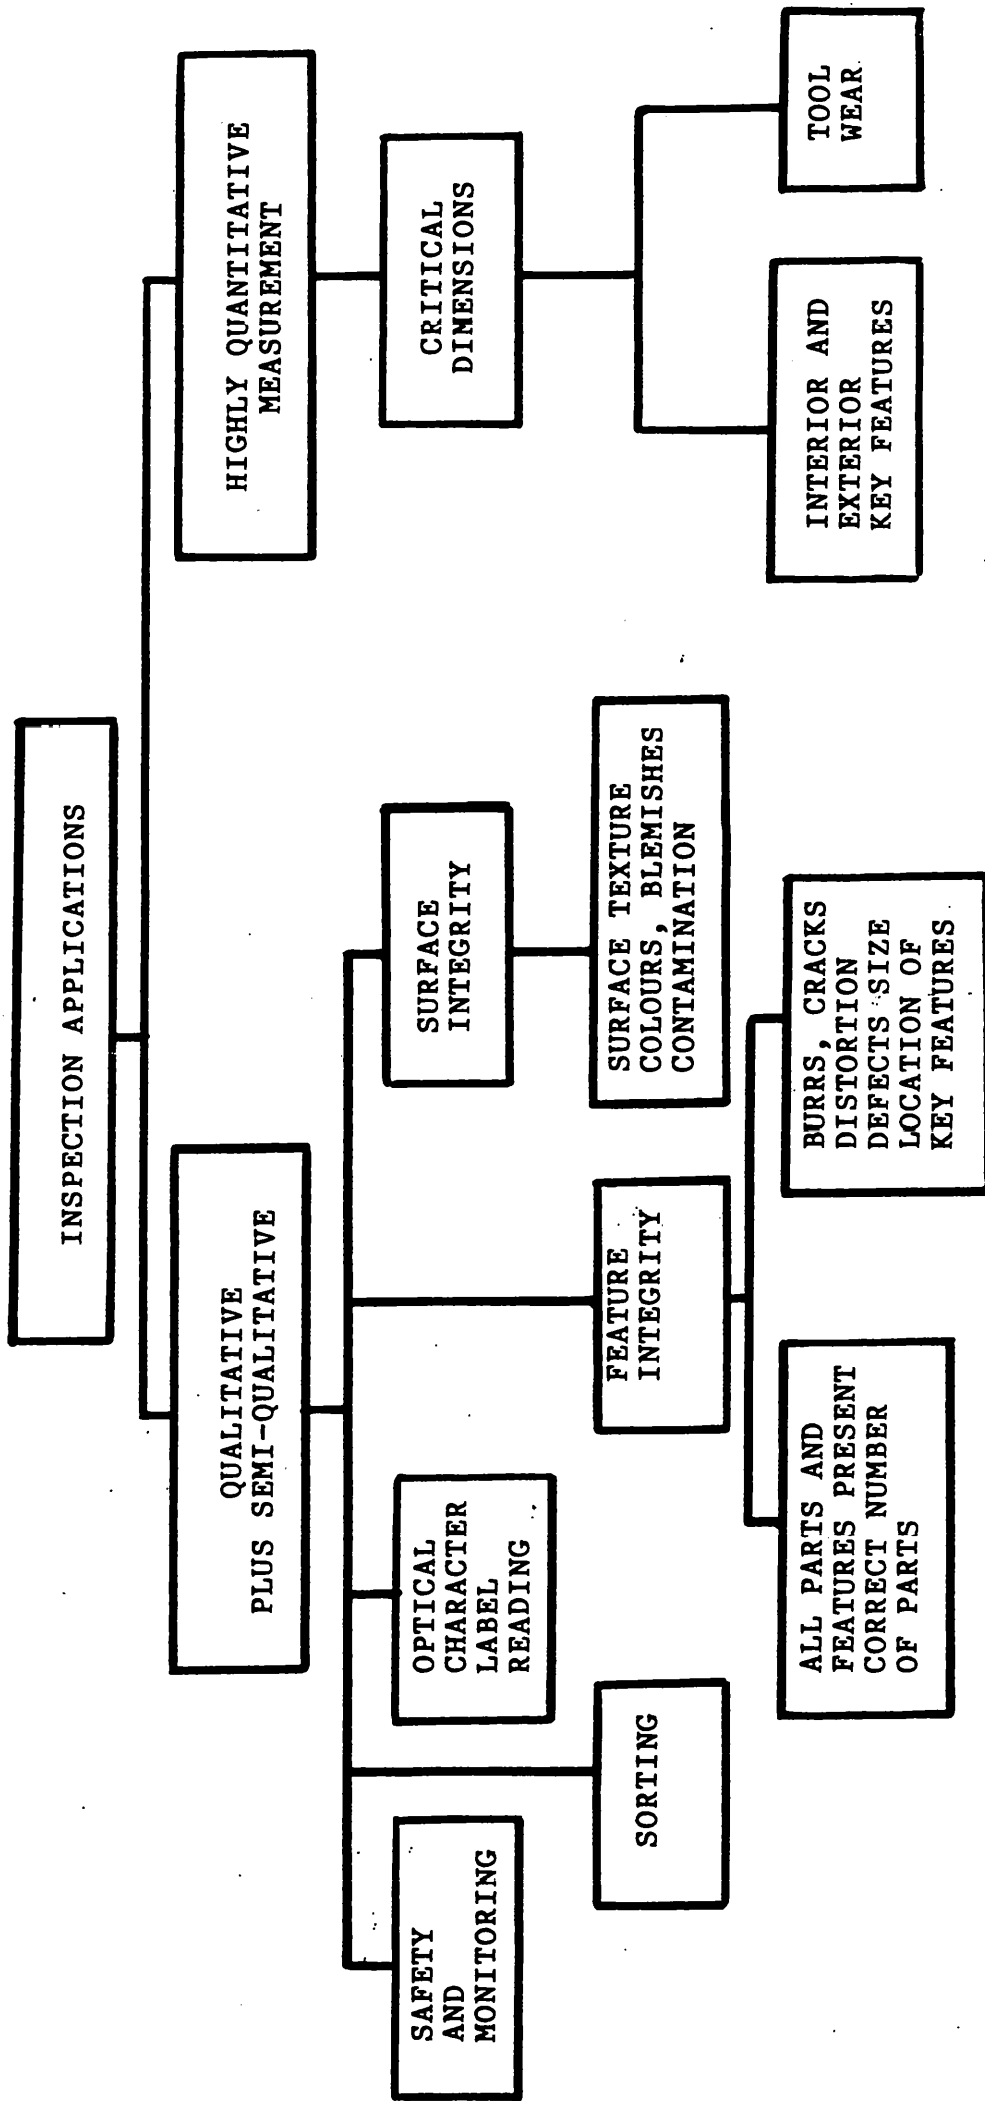 INSPECTION APPLICATIONS
QUALITATIVE
PLUS SEMI-QUALITATIVE
HIGHLY QUANTITATIVE
MEASUREMENT
SAFETY
AND
MONITORING
OPTICAL
CHARACTER
LABEL
READING
SURFACE
INTEGRITY
CRITICAL
DIMENSIONS
SORTING
FEATURE
INTEGRITY
SURFACE TEXTURE
COLOURS, BLEMISHES
CONTAMINATION
ALL PARTS AND
FEATURES PRESENT
CORRECT NUMBER
OF PARTS
BURRS, CRACKS
DISTORTION
DEFECTS SIZE
LOCATION OF
KEY FEATURES
INTERIOR AND
EXTERIOR
KEY FEATURES
TOOL
WEAR